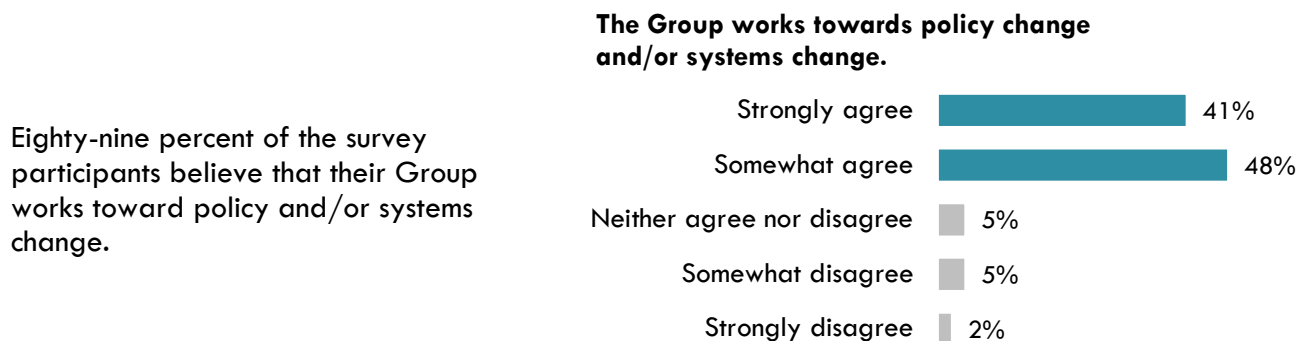 Eighty-nine percent of the survey
participants believe that their Group
works toward policy and/or systems
change.
The Group works towards policy change
and/or systems change.
Strongly agree 41%
Somewhat agree 48%
Neither agree nor disagree 5%
Somewhat disagree 5%
Strongly disagree 2%